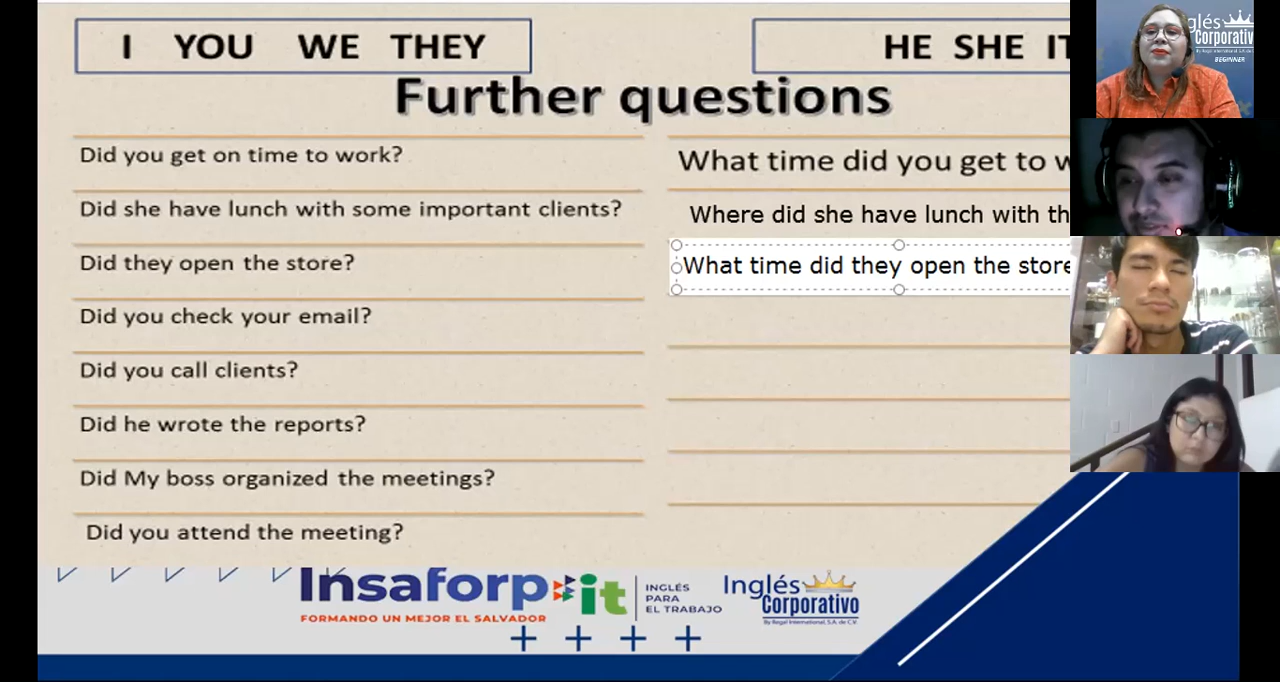 I YOU WE THEY
HE SHE IT
Further questions
Did you get on time to work?
What time did you get to w
Did she have lunch with some important clients?
Where did she have lunch with th
Did they open the store?
What time did they open the store
Did you check your email?
Did you call clients?
Did he wrote the reports?
Did My boss organized the meetings?
Did you attend the meeting?
Insaforp it
FORMANDO UN MEJOR EL SALVADOR
INGLÉS
PARA
EL TRABAJO
Inglés
Corporativo
By Regal International, S.A. de C.V.
glés
Corporativ
BEGINNER